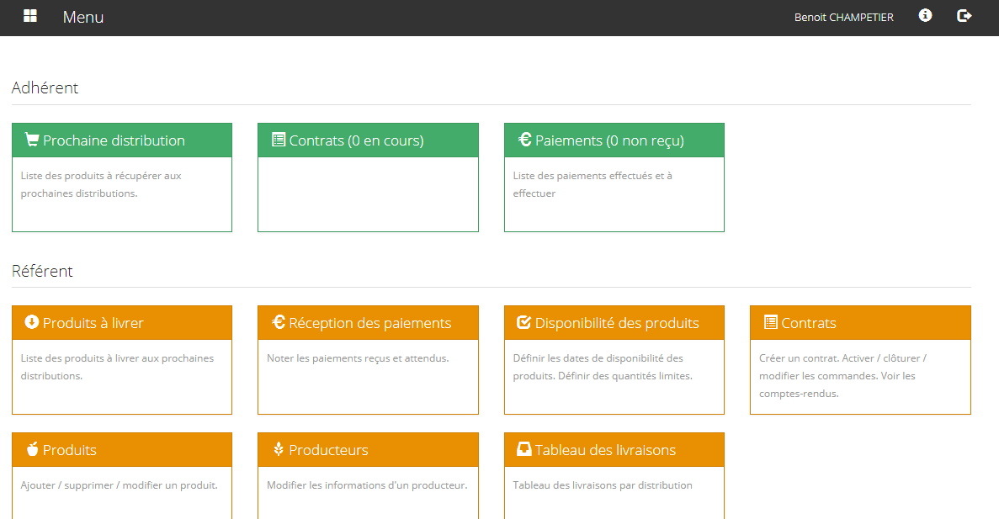 Menu
Benoit CHAMPETIER
Adhérent
Prochaine distribution
Liste des produits à récupérer aux
prochaines distributions.
Contrats (0 en cours)
Paiements (0 non reçu)
Liste des paiements effectués et à
effectuer
Référent
Produits à livrer
Liste des produits à livrer aux prochaines
distributions.
Réception des paiements
Noter les paiements reçus et attendus.
Disponibilité des produits
Définir les dates de disponibilité des
produits. Définir des quantités limites.
Contrats
Créer un contrat. Activer / clôturer /
modifier les commandes. Voir les
comptes-rendus.
Produits
Ajouter / supprimer / modifier un produit.
Producteurs
Modifier les informations d'un producteur.
Tableau des livraisons
Tableau des livraisons par distribution